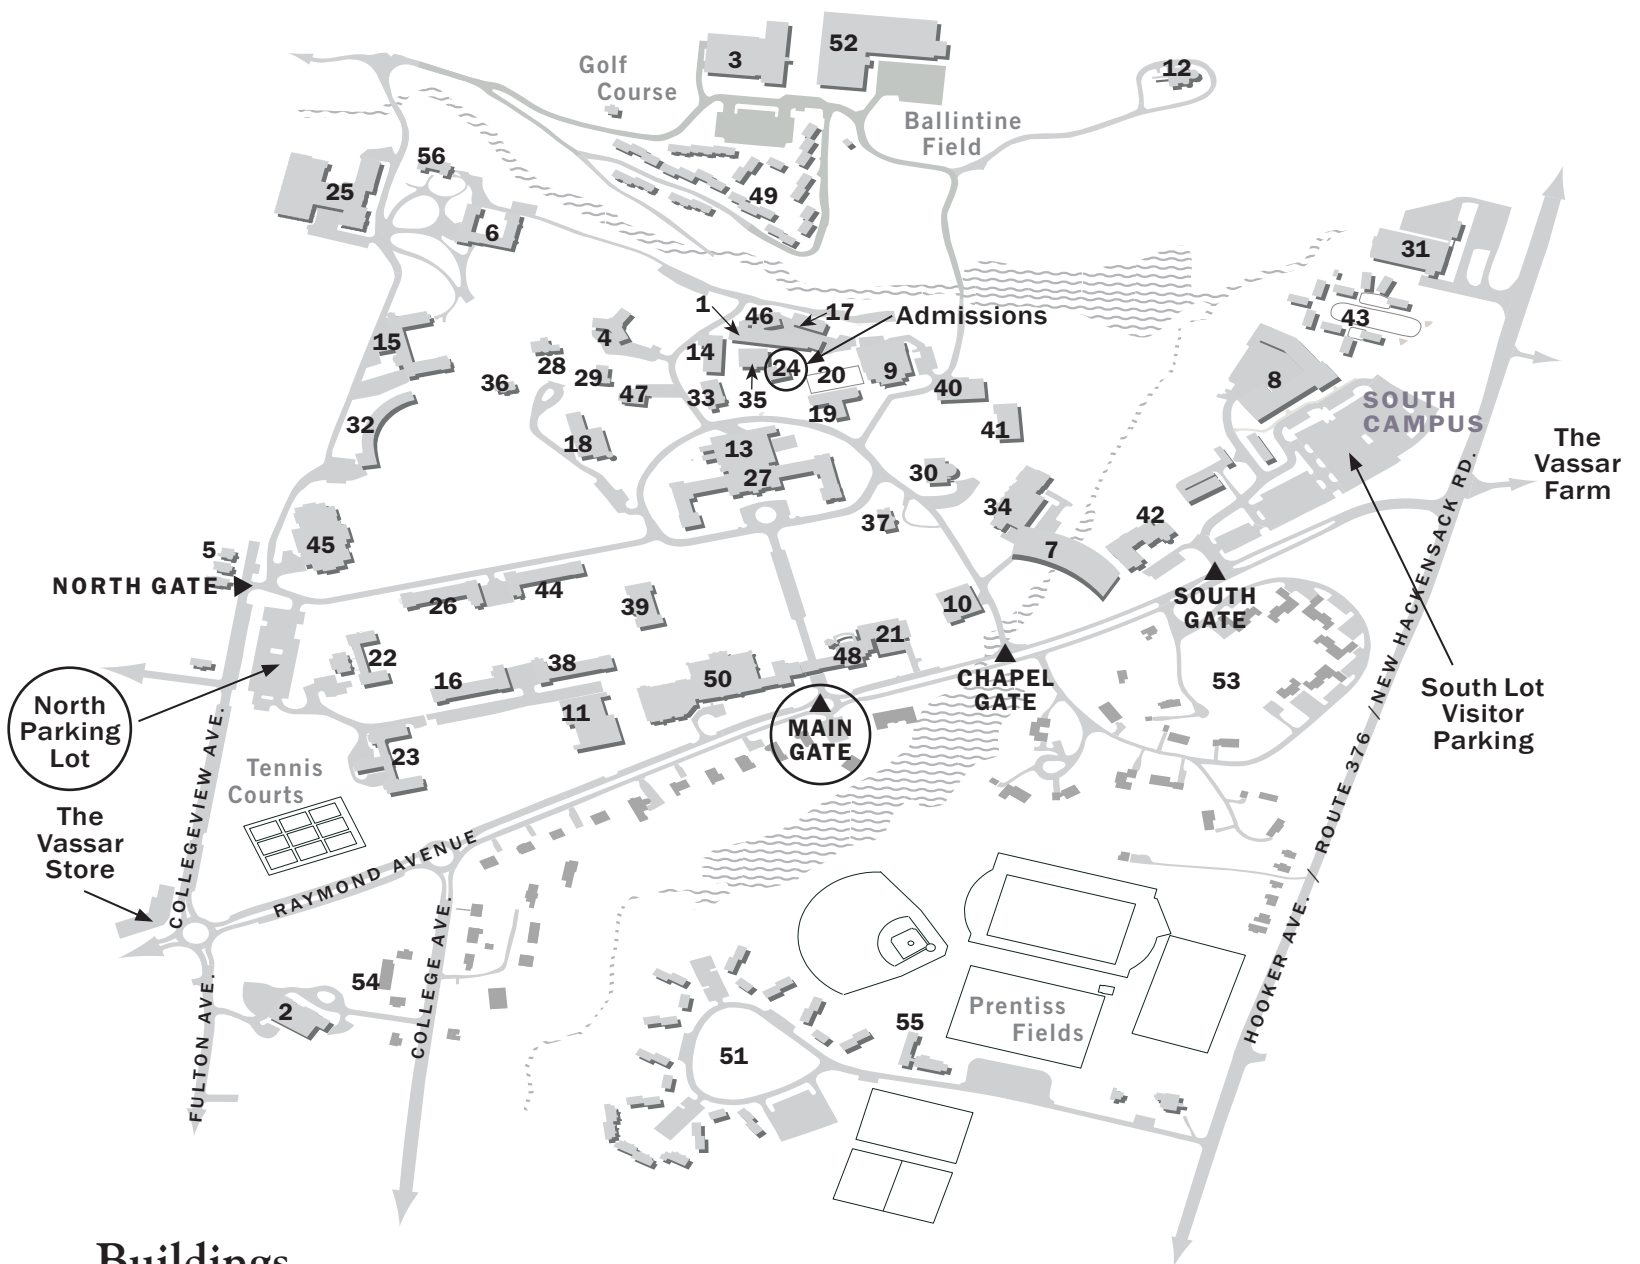 Golf
Course
3
52
12
Ballintine
Field
56
25
49
6
31
43
1
46
17
Admissions
15
4
14
28
29
24
20
9
8
36
47
33
35
40
SOUTH
CAMPUS
19
32
18
41
13
The
Vassar
Farm
27
30
34
37
42
45
5
7
NORTH GATE
26
44
39
10
SOUTH
GATE
21
22
38
48
16
50
CHAPEL
GATE
53
North
Parking
Lot
11
MAIN
GATE
South Lot
Visitor
Parking
23
Tennis
Courts
The
Vassar
Store
COLLEGEVIEW AVE.
RAYMOND AVENUE
HOOKER AVE. / ROUTE 376 / NEW HACKENSACK RD.
COLLEGE AVE.
FULTON AVE.
54
2
51
55
Prentiss
Fields
Buildings